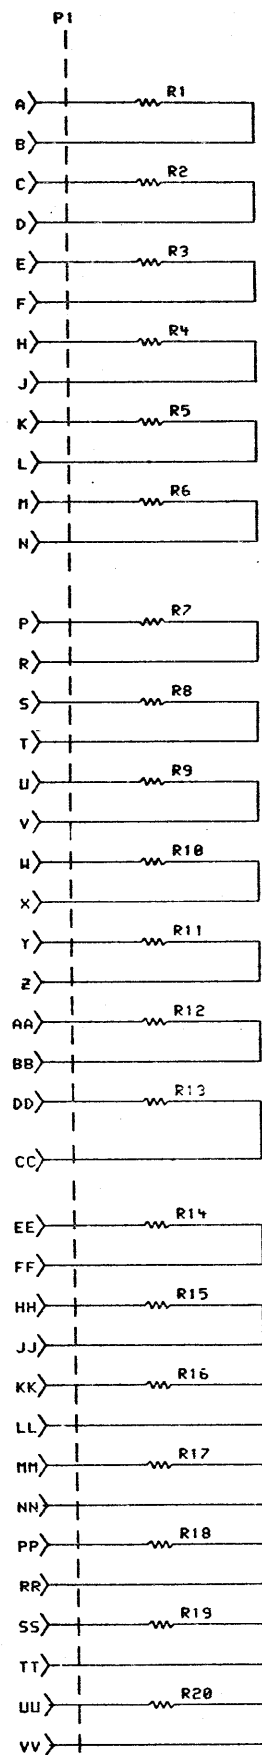 P1
R1
A
B
R2
C
D
R3
E
F
R4
H
J
R5
K
L
R6
M
N
R7
P
R
R8
S
T
R9
U
V
R10
W
X
R11
Y
Z
R12
AA
BB
R13
DD
CC
R14
EE
FF
R15
HH
JJ
R16
KK
LL
R17
MM
NN
R18
PP
RR
R19
SS
TT
R20
UU
VV